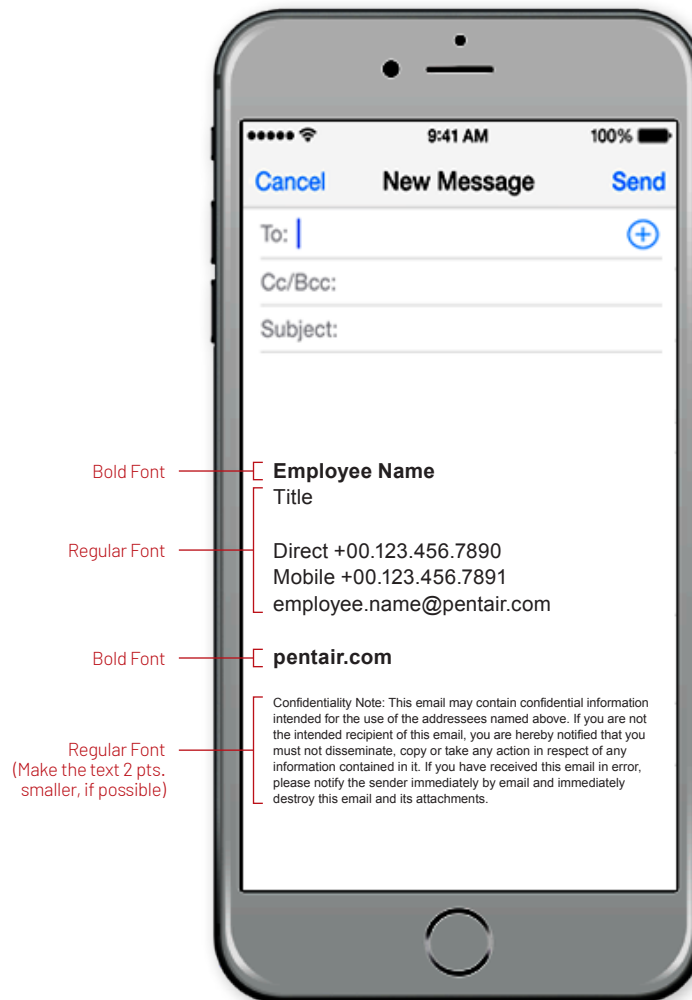 9:41 AM 100%
Cancel New Message Send
To:
Cc/Bcc:
Subject:
Bold Font
Employee Name
Title
Regular Font
Direct +00.123.456.7890
Mobile +00.123.456.7891
employee.name@pentair.com
Bold Font
pentair.com
Regular Font
(Make the text 2 pts.
smaller, if possible)
Confidentiality Note: This email may contain confidential information
intended for the use of the addressees named above. If you are not
the intended recipient of this email, you are hereby notified that you
must not disseminate, copy or take any action in respect of any
information contained in it. If you have received this email in error,
please notify the sender immediately by email and immediately
destroy this email and its attachments.